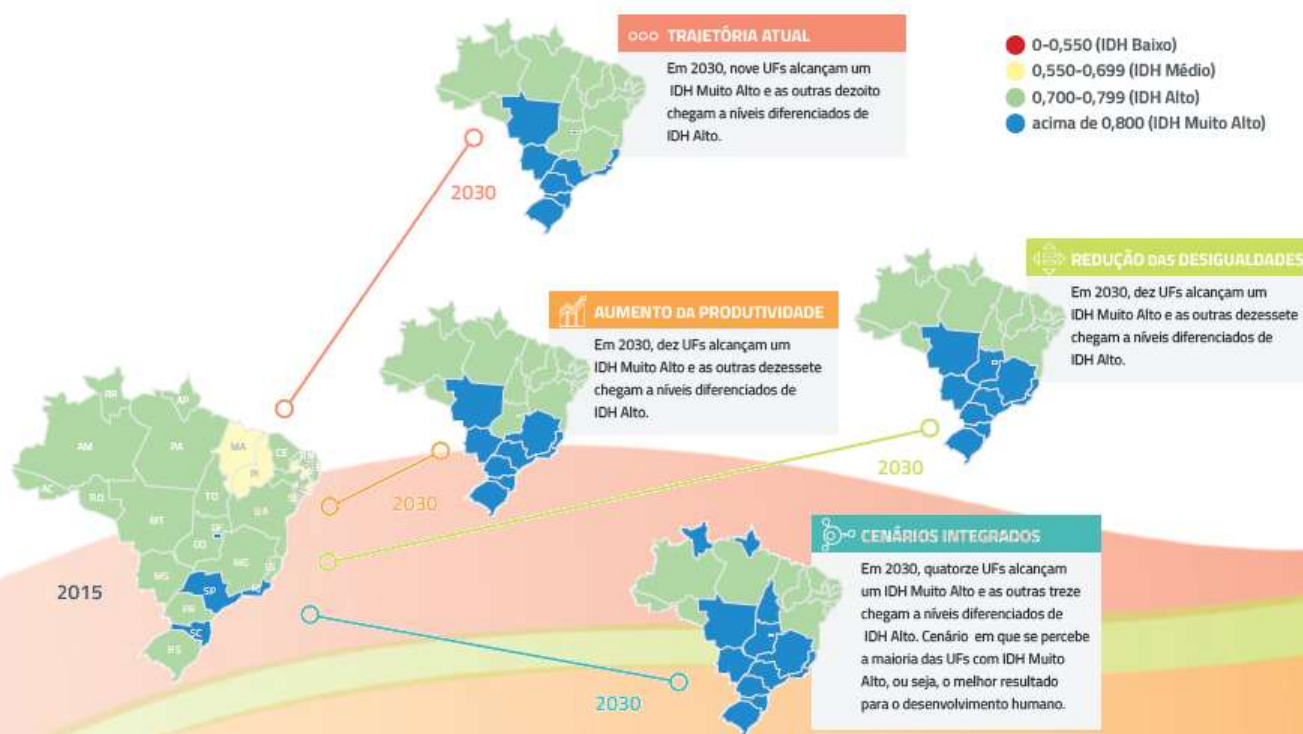 TRAJETÓRIA ATUAL
Em 2030, nove UFs alcançam um
IDH Muito Alto e as outras dezoito
chegam a níveis diferenciados de
IDH Alto.
0-0,550 (IDH Baixo)
0,550-0,699 (IDH Médio)
0,700-0,799 (IDH Alto)
acima de 0,800 (IDH Muito Alto)
2030
REDUÇÃO DAS DESIGUALDADES
Em 2030, dez UFs alcançam um
IDH Muito Alto e as outras dezessete
chegam a níveis diferenciados de
IDH Alto.
2030
AUMENTO DA PRODUTIVIDADE
Em 2030, dez UFs alcançam um
IDH Muito Alto e as outras dezessete
chegam a níveis diferenciados de
IDH Alto.
2030
RR
AP
AM
PA
MA
CE
RN
PI
AC
RO
TO
SE
BA
MT
DF
GO
MG
ES
MS
SP
RJ
PR
SC
RS
2015
CENÁRIOS INTEGRADOS
Em 2030, quatorze UFs alcançam
um IDH Muito Alto e as outras treze
chegam a níveis diferenciados de
IDH Alto. Cenário em que se percebe
a maioria das UFs com IDH Muito
Alto, ou seja, o melhor resultado
para o desenvolvimento humano.
2030